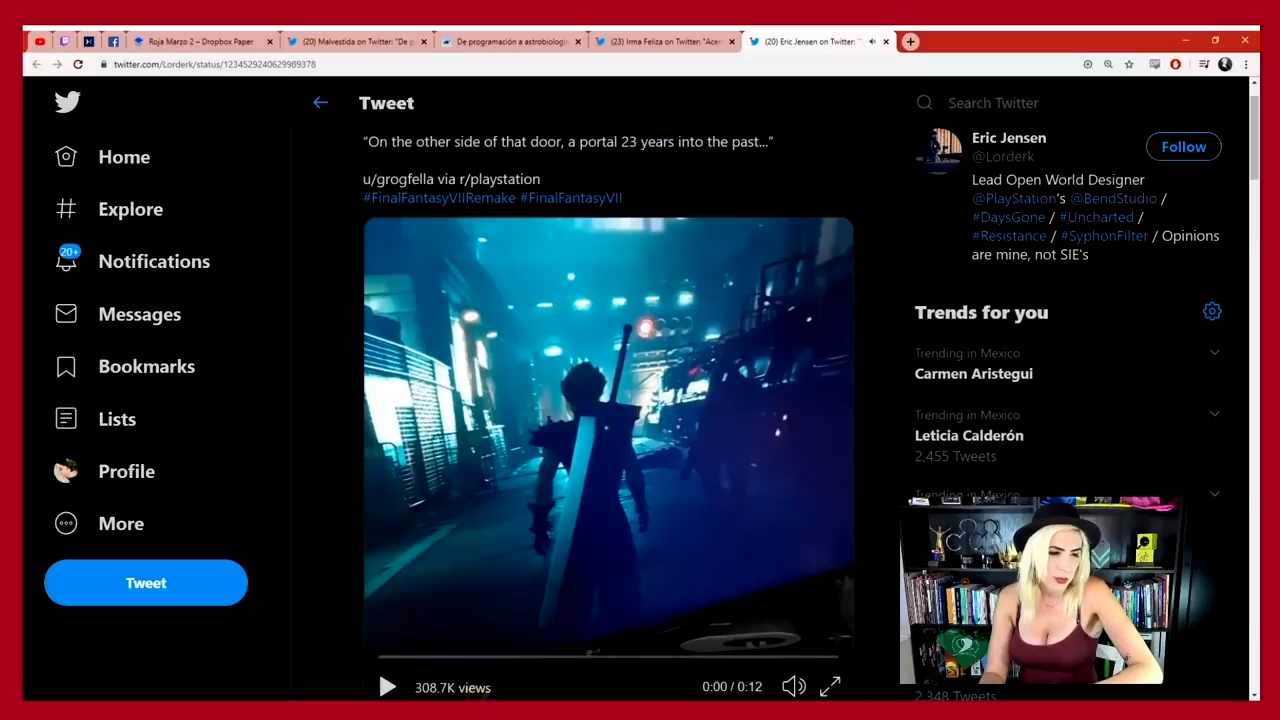 Roja Marzo 2 – Dropbox Paper
(20) Malvestida on Twitter: "De p
De programación a astrobiologí
(23) Irma Feliza on Twitter: "Acer
(20) Eric Jensen on Twitter: "
twitter.com/Lorderk/status/1234529240629989378
Home
Explore
20+
Notifications
Messages
Bookmarks
Lists
Profile
More
Tweet
Tweet
"On the other side of that door, a portal 23 years into the past..."
u/grogfella via r/playstation
#FinalFantasyVIIRemake #FinalFantasyVII
308.7K views
0:00 / 0:12
Search Twitter
Eric Jensen
@Lorderk
Follow
Lead Open World Designer
@PlayStation's @BendStudio /
#DaysGone / #Uncharted /
#Resistance / #SyphonFilter / Opinions
are mine, not SIE's
Trends for you
Trending in Mexico
Carmen Aristegui
Trending in Mexico
Leticia Calderón
2,455 Tweets
Trending in Mexico
2,348 Tweets